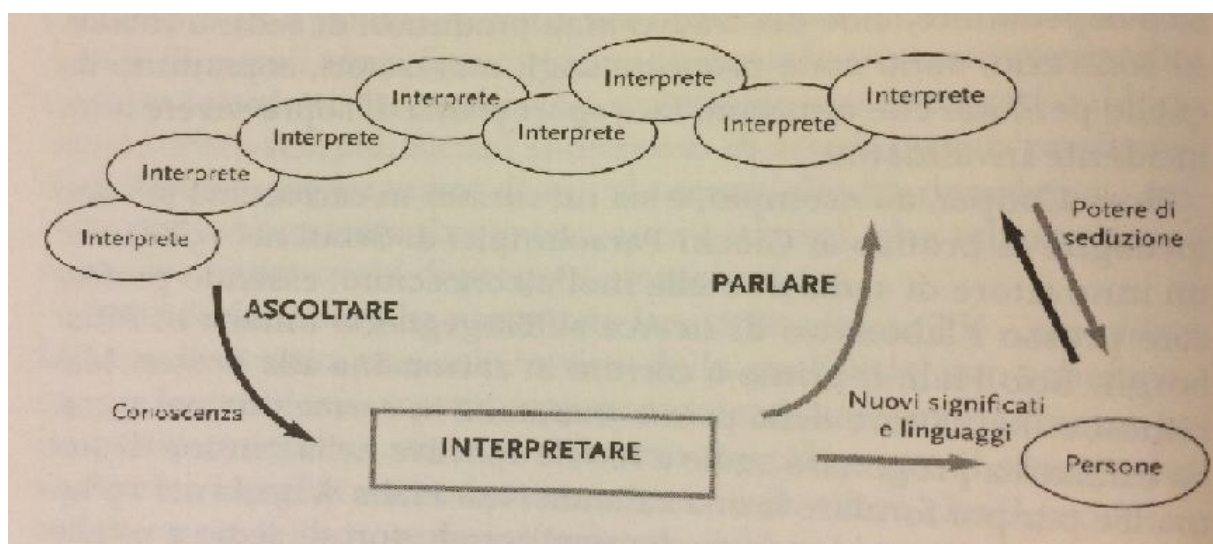 Interprete
Interprete
Interprete
Interprete
Interprete
Interprete
Interprete
Interprete
Potere di
seduzione
PARLARE
ASCOLTARE
Conoscenza
INTERPRETARE
Nuovi significati
e linguaggi
Persone